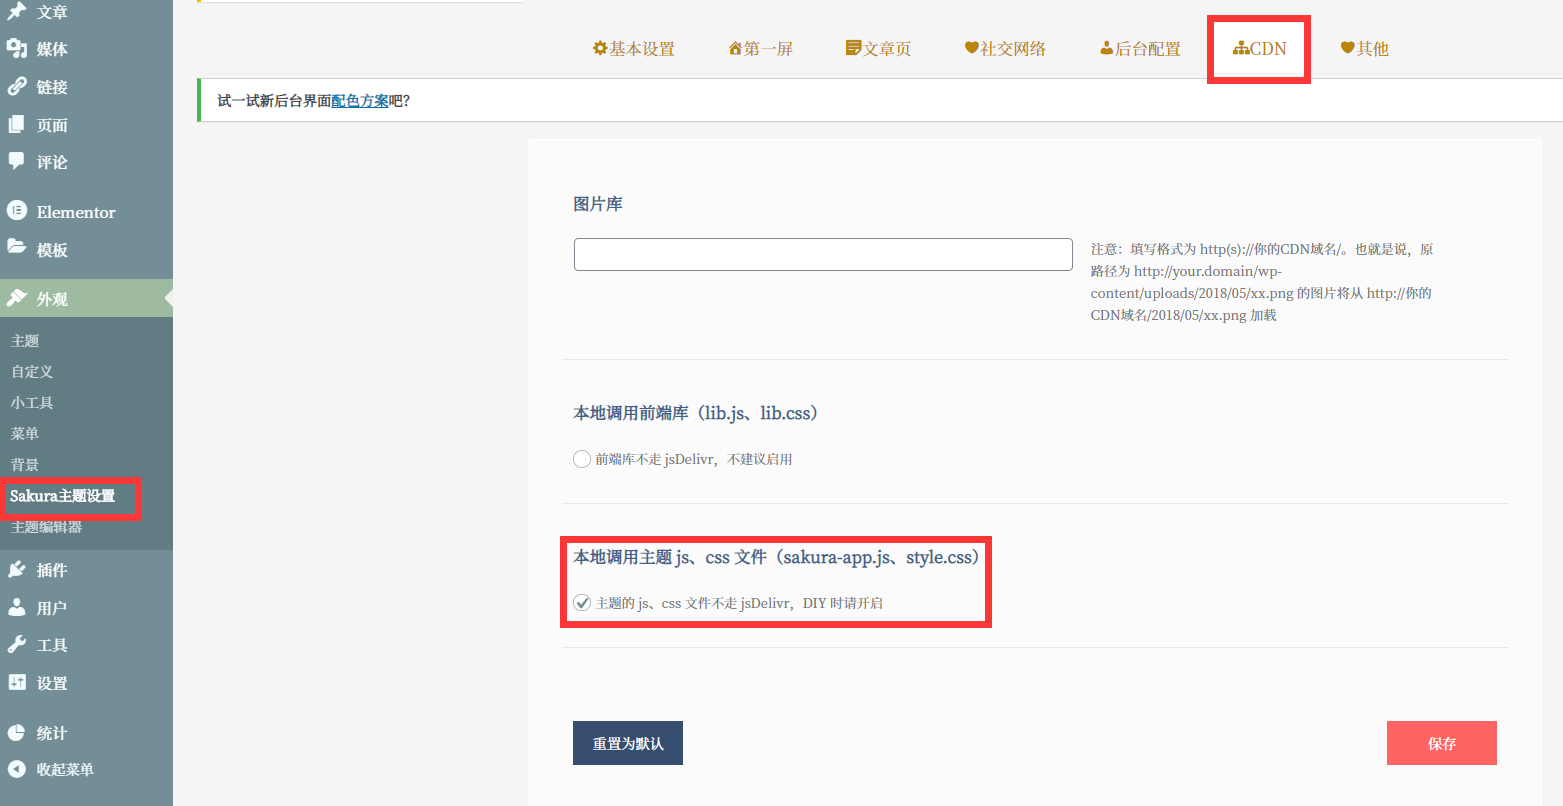 文章
媒体
链接
页面
评论
Elementor
模板
外观
主题
自定义
小工具
菜单
背景
Sakura主题设置
主题编辑器
插件
用户
工具
设置
统计
收起菜单
基本设置
第一屏
文章页
社交网络
后台配置
CDN
其他
试一试新后台界面配色方案吧?
图片库
注意：填写格式为 http(s)://你的CDN域名/。也就是说，原
路径为 http://your.domain/wp-
content/uploads/2018/05/xx.png 的图片将从 http://你的
CDN域名/2018/05/xx.png 加载
本地调用前端库（lib.js、lib.css）
前端库不走 jsDelivr，不建议启用
本地调用主题 js、css 文件（sakura-app.js、style.css）
主题的 js、css 文件不走 jsDelivr，DIY 时请开启
重置为默认
保存